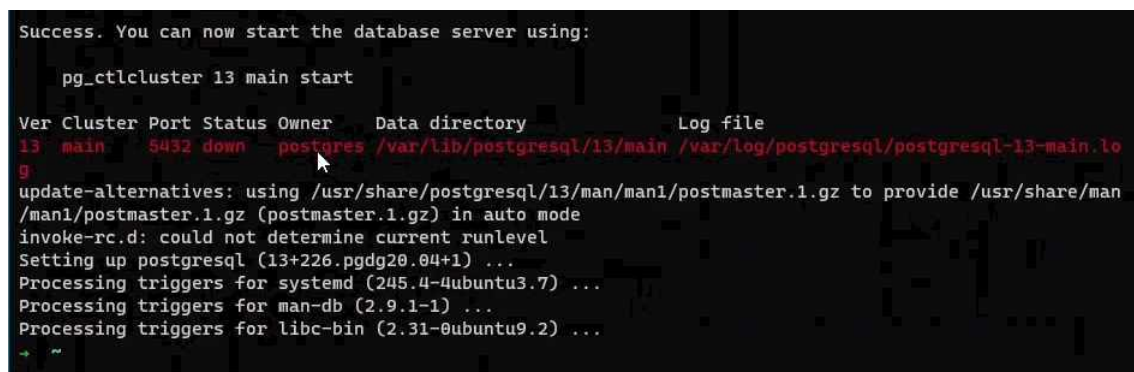 Success. You can now start the database server using:
pg_ctlcluster 13 main start
Ver Cluster Port Status Owner    Data directory              Log file
13  main    5432 down   postgres /var/lib/postgresql/13/main /var/log/postgresql/postgresql-13-main.lo
g
update-alternatives: using /usr/share/postgresql/13/man/man1/postmaster.1.gz to provide /usr/share/man
/man1/postmaster.1.gz (postmaster.1.gz) in auto mode
invoke-rc.d: could not determine current runlevel
Setting up postgresql (13+226.pgdg20.04+1) ...
Processing triggers for systemd (245.4-4ubuntu3.7) ...
Processing triggers for man-db (2.9.1-1) ...
Processing triggers for libc-bin (2.31-0ubuntu9.2) ...
→ ~